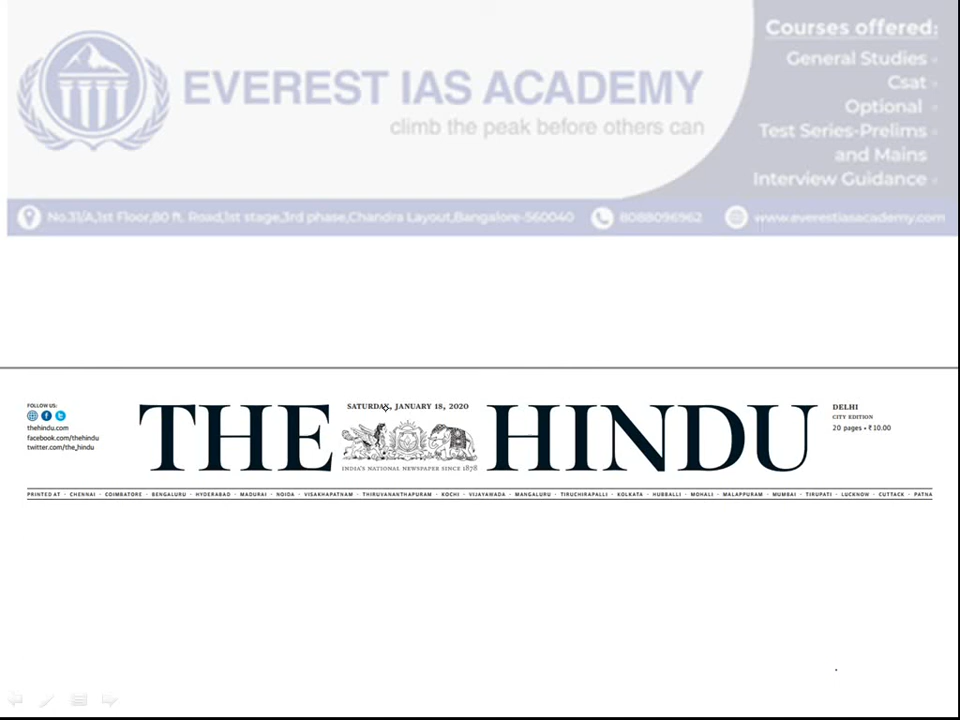 EVEREST IAS ACADEMY
climb the peak before others can
Courses offered:
General Studies
Csat
Optional
Test Series-Prelims
and Mains
Interview Guidance
No.31/A,1st Floor,80 ft. Road,1st stage,3rd phase,Chandra Layout,Bangalore-560040
8088096962
www.everestiasacademy.com
FOLLOW US:
thehindu.com
facebook.com/thehindu
twitter.com/the_hindu
THE HINDU
SATURDAY, JANUARY 18, 2020
INDIA'S NATIONAL NEWSPAPER SINCE 1878
DELHI
CITY EDITION
20 pages • ₹10.00
PRINTED AT · CHENNAI · COIMBATORE · BENGALURU · HYDERABAD · MADURAI · NOIDA · VISAKHAPATNAM · THIRUVANANTHAPURAM · KOCHI · VIJAYAWADA · MANGALURU · TIRUCHIRAPALLI · KOLKATA · HUBBALLI · MOHALI · MALAPPURAM · MUMBAI · TIRUPATI · LUCKNOW · CUTTACK · PATNA